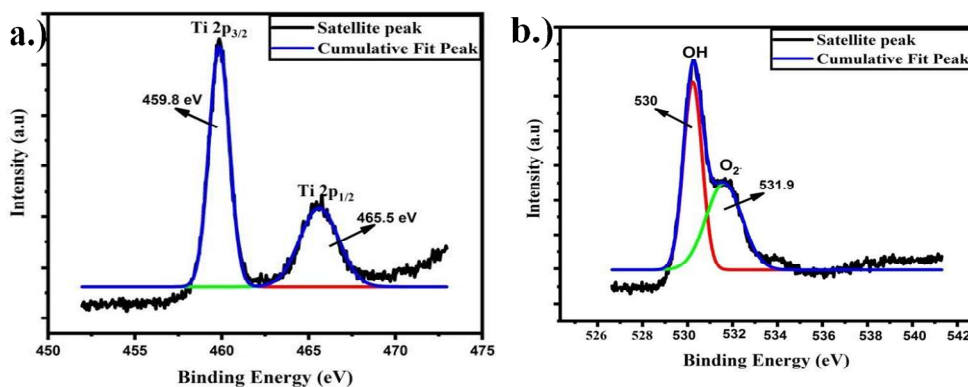 a.)
Ti 2p3/2
Satellite peak
Cumulative Fit Peak
459.8 eV
Ti 2p1/2
465.5 eV
Intensity (a.u)
450 455 460 465 470 475
Binding Energy (eV)
b.)
OH
Satellite peak
Cumulative Fit Peak
530
O2-
531.9
Intensity (a.u)
526 528 530 532 534 536 538 540 542
Binding Energy (eV)